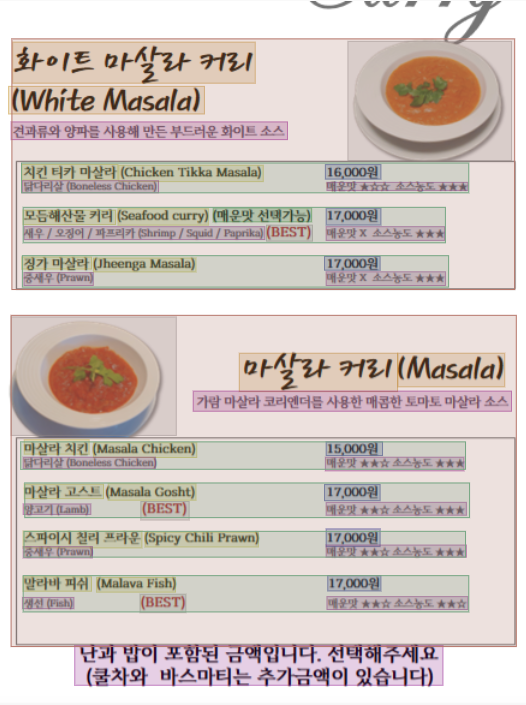 Curry
화이트 마살라 커리
(White Masala)
견과류와 양파를 사용해 만든 부드러운 화이트 소스
치킨 티카 마살라 (Chicken Tikka Masala) 16,000원
닭다리살 (Boneless Chicken) 매운맛 ★☆☆ 소스농도 ★★★
모듬해산물 커리 (Seafood curry) (매운맛 선택가능) 17,000원
새우 / 오징어 / 파프리카 (Shrimp / Squid / Paprika) (BEST) 매운맛 X 소스농도 ★★★
징가 마살라 (Jheenga Masala) 17,000원
중새우 (Prawn) 매운맛 X 소스농도 ★★★
마살라 커리 (Masala)
가람 마살라 코리엔더를 사용한 매콤한 토마토 마살라 소스
마살라 치킨 (Masala Chicken) 15,000원
닭다리살 (Boneless Chicken) 매운맛 ★★☆ 소스농도 ★★★
마살라 고스트 (Masala Gosht) 17,000원
양고기 (Lamb) (BEST) 매운맛 ★★☆ 소스농도 ★★★
스파이시 칠리 프라운 (Spicy Chili Prawn) 17,000원
중새우 (Prawn) 매운맛 ★★☆ 소스농도 ★★★
말라바 피쉬 (Malava Fish) 17,000원
생선 (Fish) (BEST) 매운맛 ★★☆ 소스농도 ★★☆
난과 밥이 포함된 금액입니다. 선택해주세요
(쿨차와 바스마티는 추가금액이 있습니다)